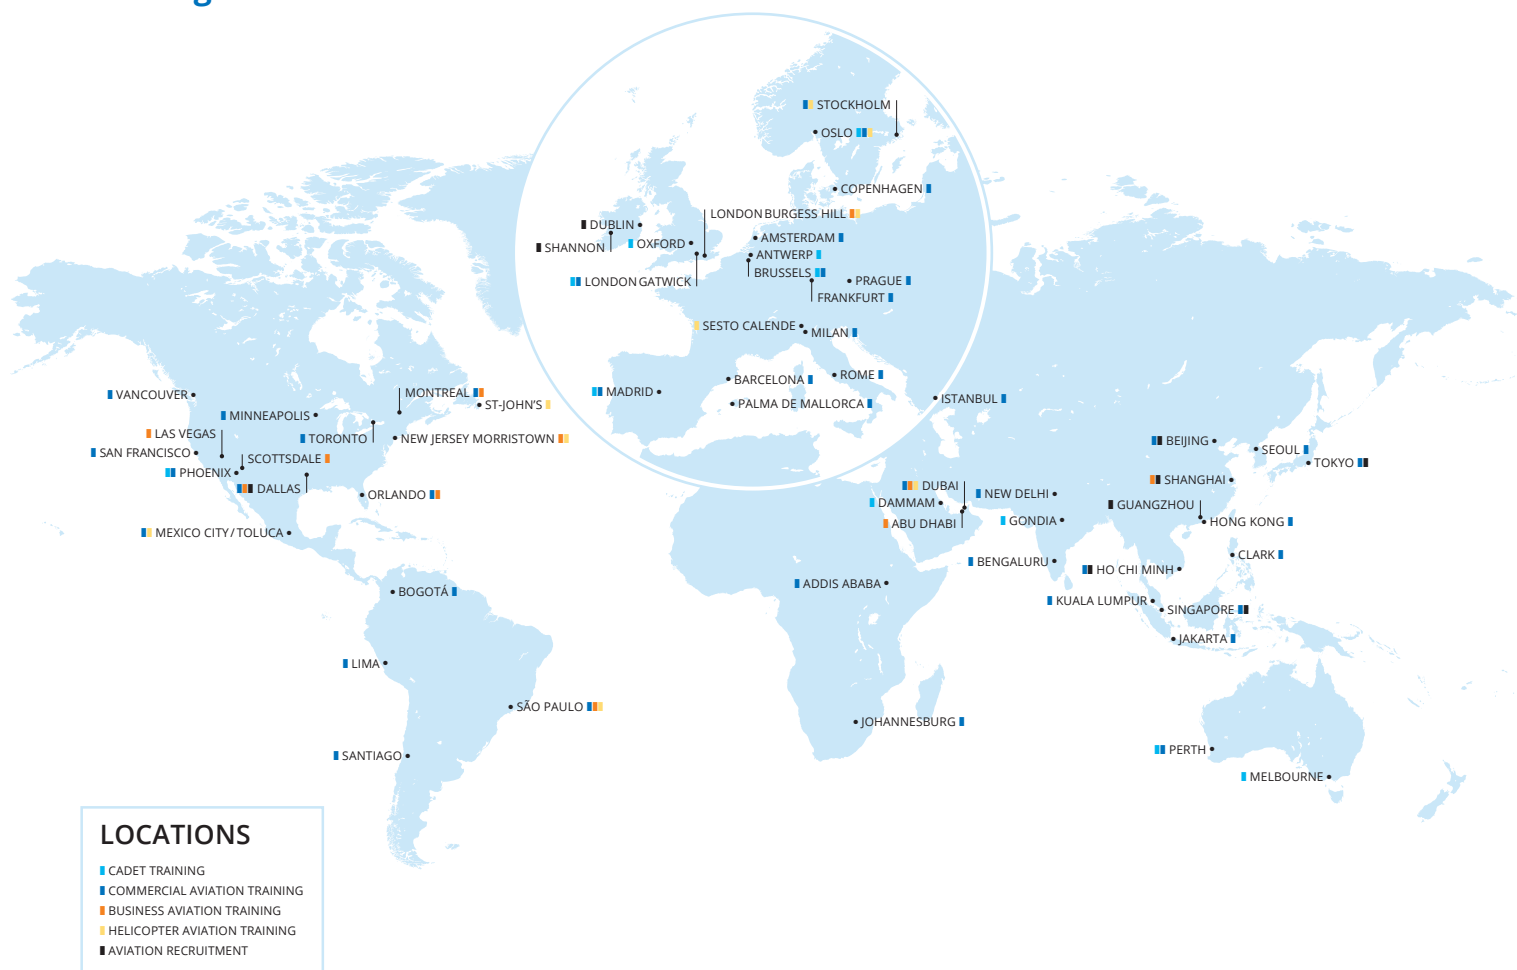 STOCKHOLM
OSLO
COPENHAGEN
LONDON BURGESS HILL
DUBLIN
AMSTERDAM
SHANNON
OXFORD
ANTWERP
BRUSSELS
LONDON GATWICK
PRAGUE
FRANKFURT
SESTO CALENDE
MILAN
ROME
BARCELONA
MADRID
PALMA DE MALLORCA
ISTANBUL
VANCOUVER
MONTREAL
ST-JOHN'S
MINNEAPOLIS
LAS VEGAS
TORONTO
NEW JERSEY MORRISTOWN
SAN FRANCISCO
SCOTTSDALE
PHOENIX
DALLAS
ORLANDO
MEXICO CITY/TOLUCA
BEIJING
SEOUL
TOKYO
SHANGHAI
DUBAI
NEW DELHI
DAMMAM
GUANGZHOU
ABU DHABI
GONDIA
HONG KONG
CLARK
BENGALURU
HO CHI MINH
ADDIS ABABA
BOGOTÁ
KUALA LUMPUR
SINGAPORE
JAKARTA
LIMA
SÃO PAULO
JOHANNESBURG
SANTIAGO
PERTH
MELBOURNE
LOCATIONS
CADET TRAINING
COMMERCIAL AVIATION TRAINING
BUSINESS AVIATION TRAINING
HELICOPTER AVIATION TRAINING
AVIATION RECRUITMENT